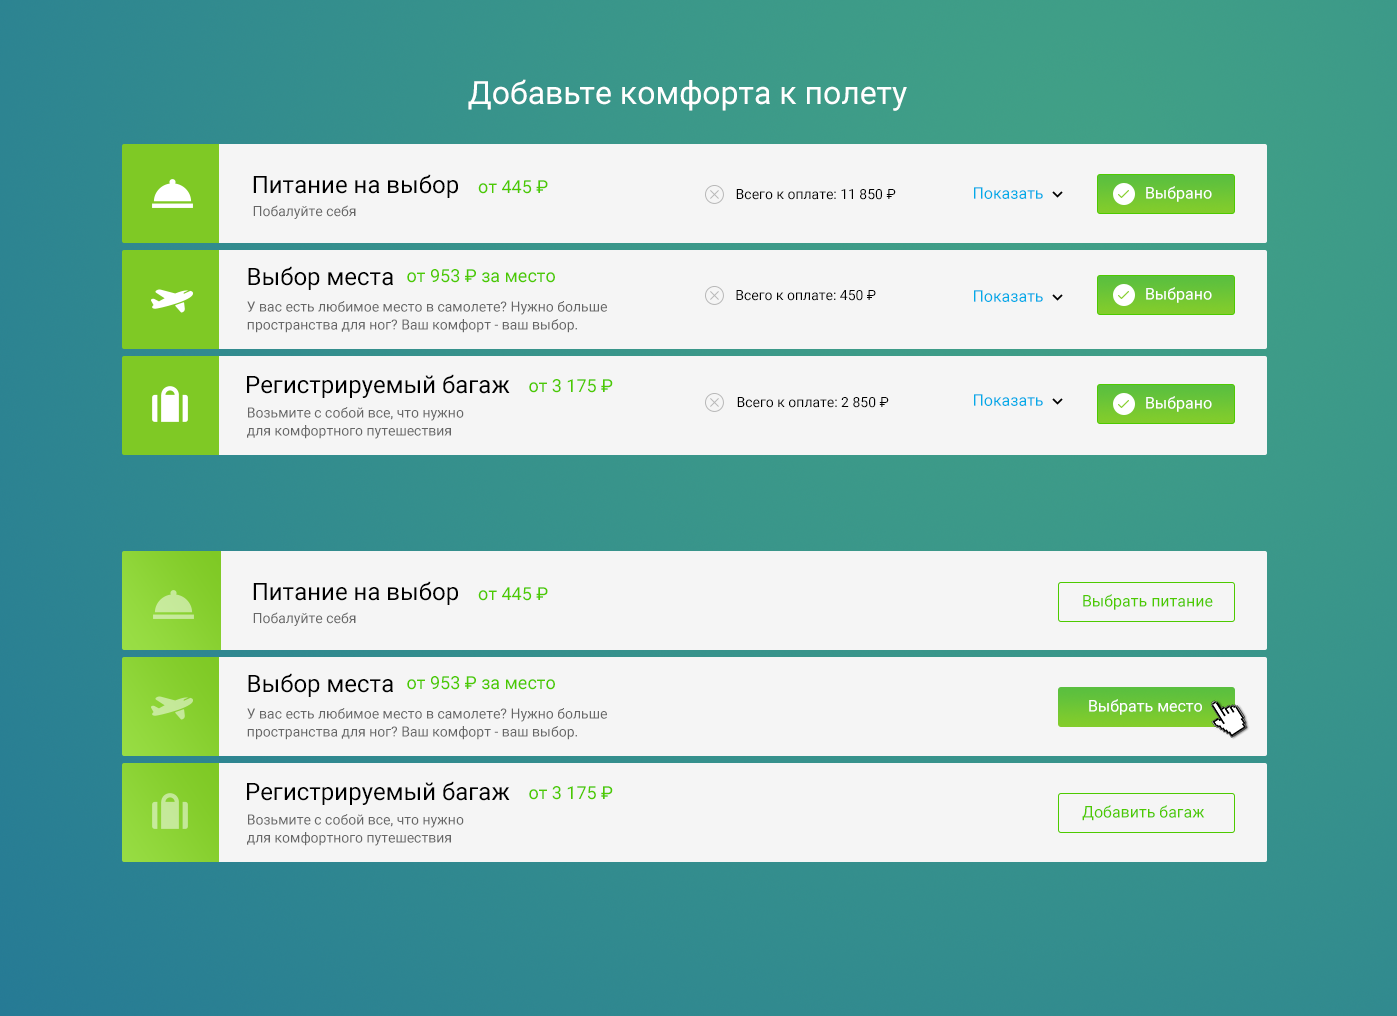 Добавьте комфорта к полету
Питание на выбор от 445 ₽
Побалуйте себя
Всего к оплате: 11 850 ₽
Показать
Выбрано
Выбор места от 953 ₽ за место
У вас есть любимое место в самолете? Нужно больше
пространства для ног? Ваш комфорт - ваш выбор.
Всего к оплате: 450 ₽
Показать
Выбрано
Регистрируемый багаж от 3 175 ₽
Возьмите с собой все, что нужно
для комфортного путешествия
Всего к оплате: 2 850 ₽
Показать
Выбрано
Питание на выбор от 445 ₽
Побалуйте себя
Выбрать питание
Выбор места от 953 ₽ за место
У вас есть любимое место в самолете? Нужно больше
пространства для ног? Ваш комфорт - ваш выбор.
Выбрать место
Регистрируемый багаж от 3 175 ₽
Возьмите с собой все, что нужно
для комфортного путешествия
Добавить багаж